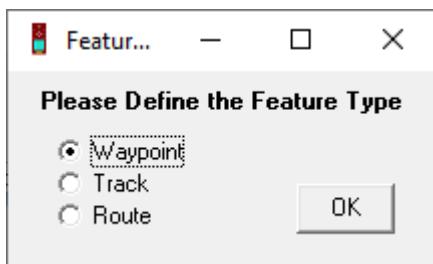 Featur...
Please Define the Feature Type
Waypoint
Track
Route
OK